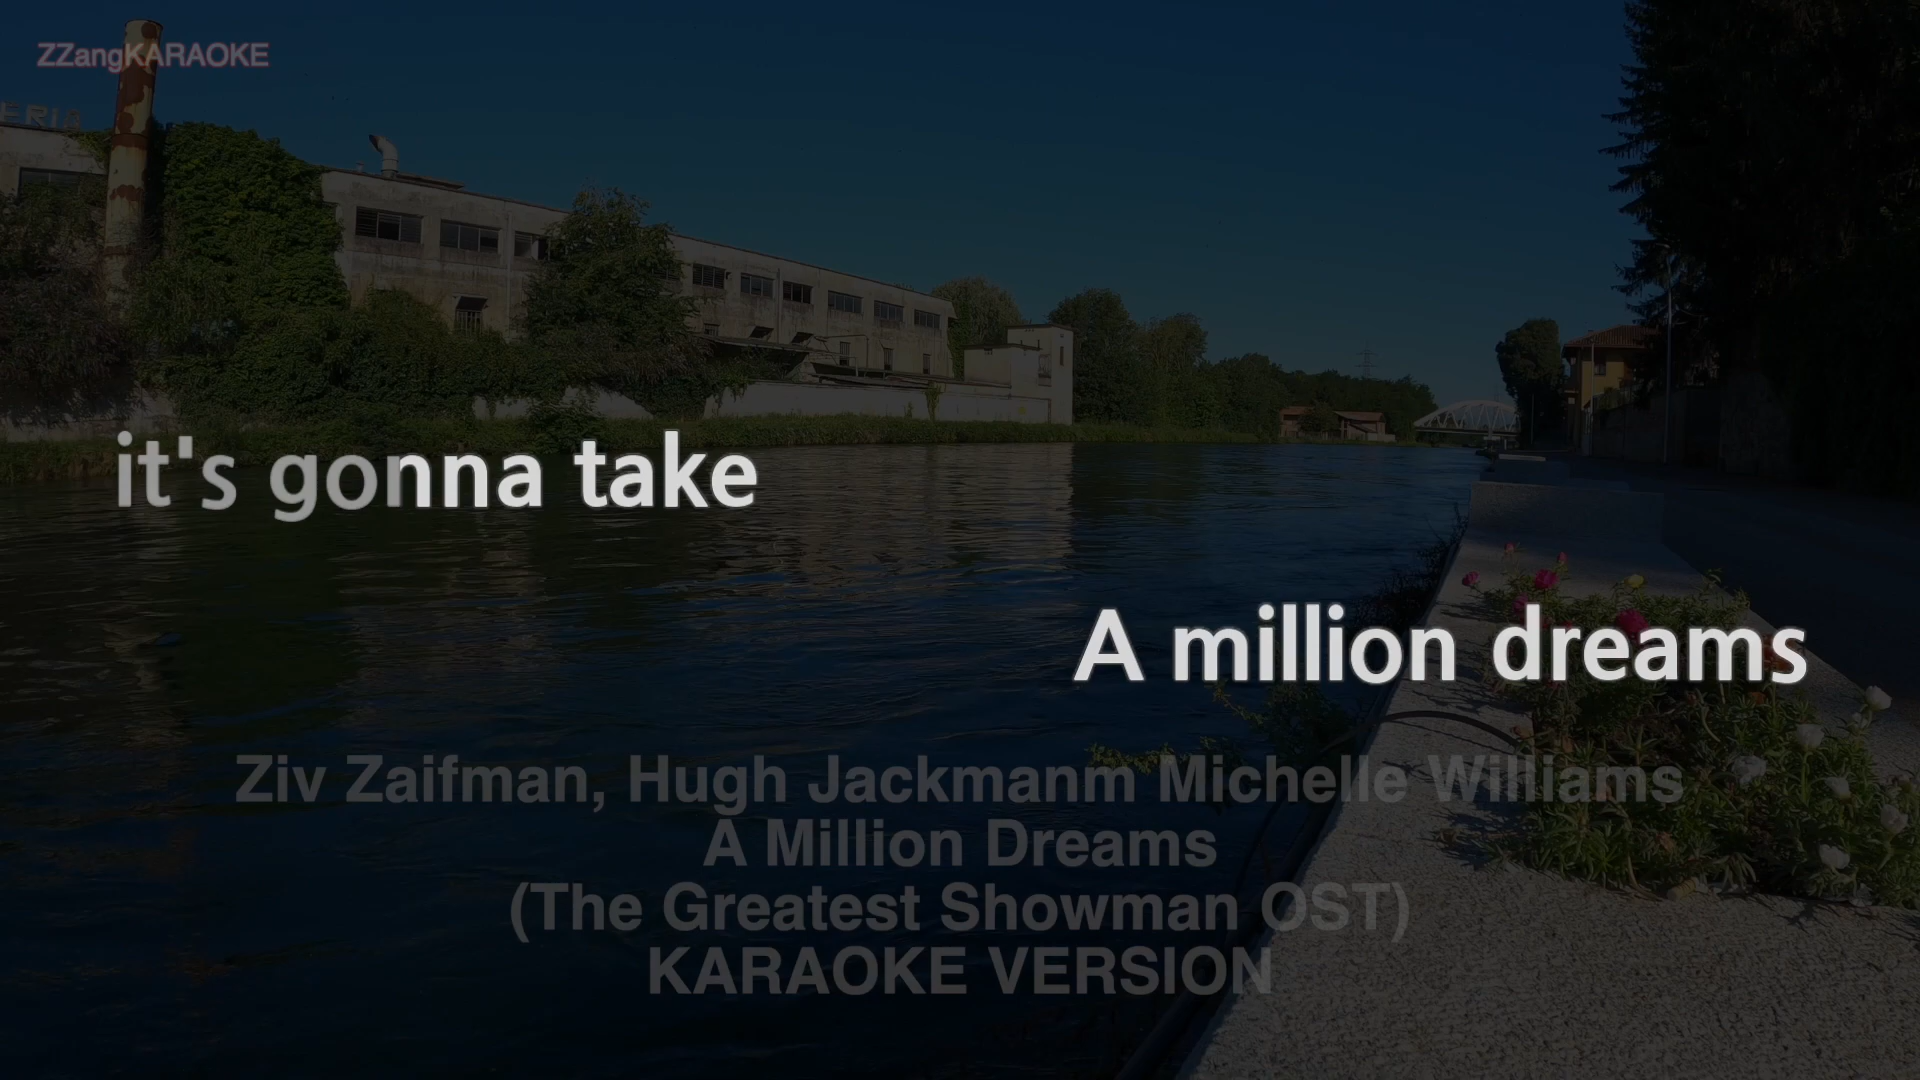 ZZangKARAOKE
ERIA
it's gonna take
A million dreams
Ziv Zaifman, Hugh Jackmanm Michelle Williams
A Million Dreams
(The Greatest Showman OST)
KARAOKE VERSION